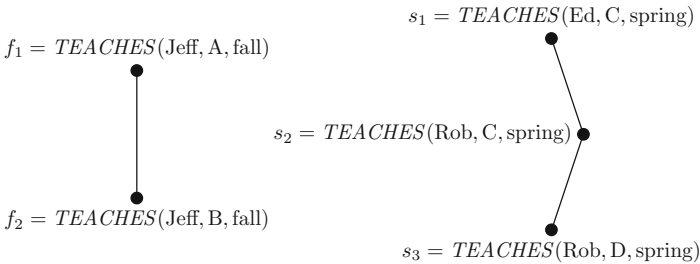 f₁ = TEACHES(Jeff, A, fall)
f₂ = TEACHES(Jeff, B, fall)
s₁ = TEACHES(Ed, C, spring)
s₂ = TEACHES(Rob, C, spring)
s₃ = TEACHES(Rob, D, spring)